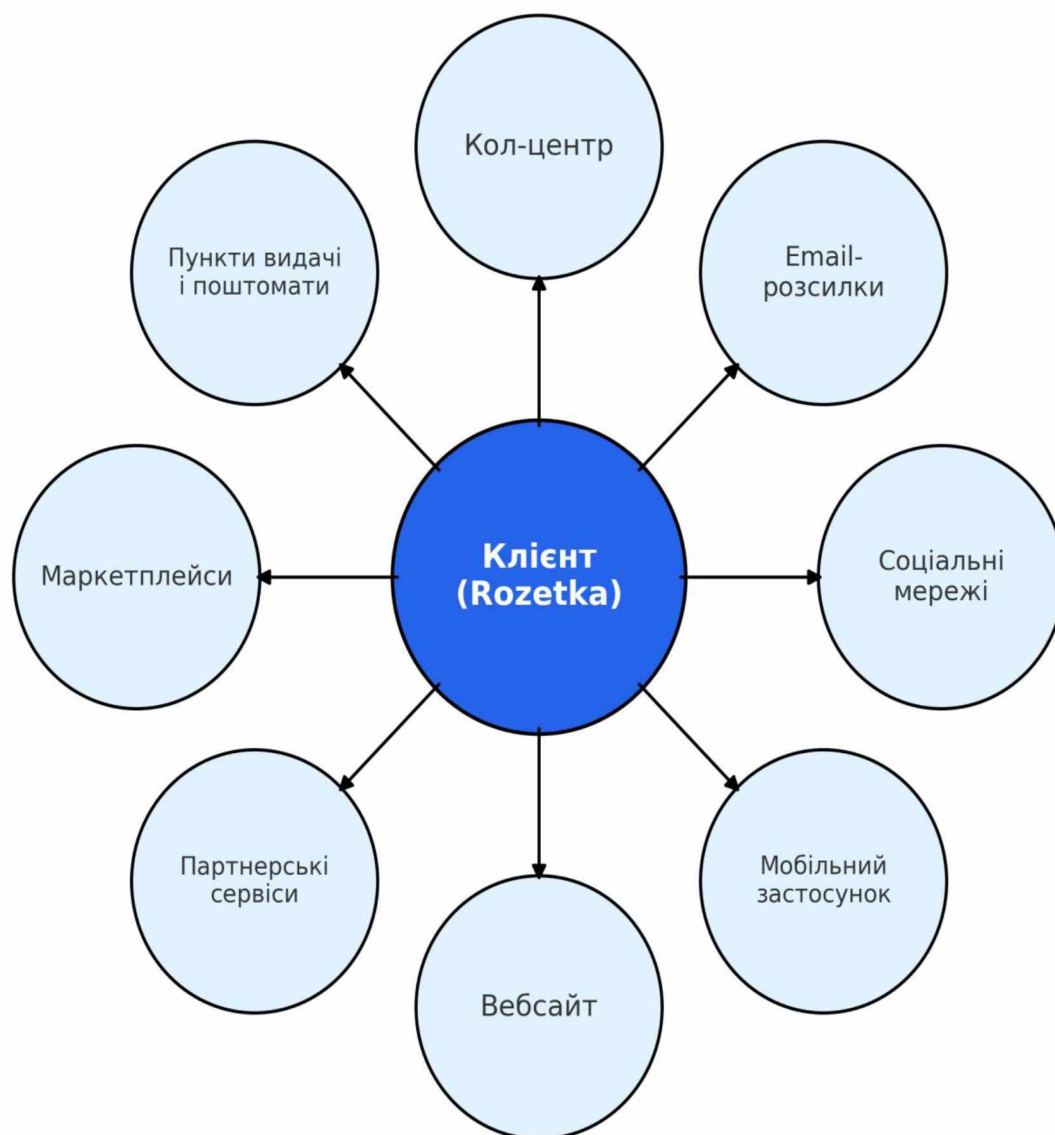 Кол-центр
Пункти видачі
і поштомати
Email-
розсилки
Маркетплейси
Клієнт
(Rozetka)
Соціальні
мережі
Партнерські
сервіси
Мобільний
застосунок
Вебсайт